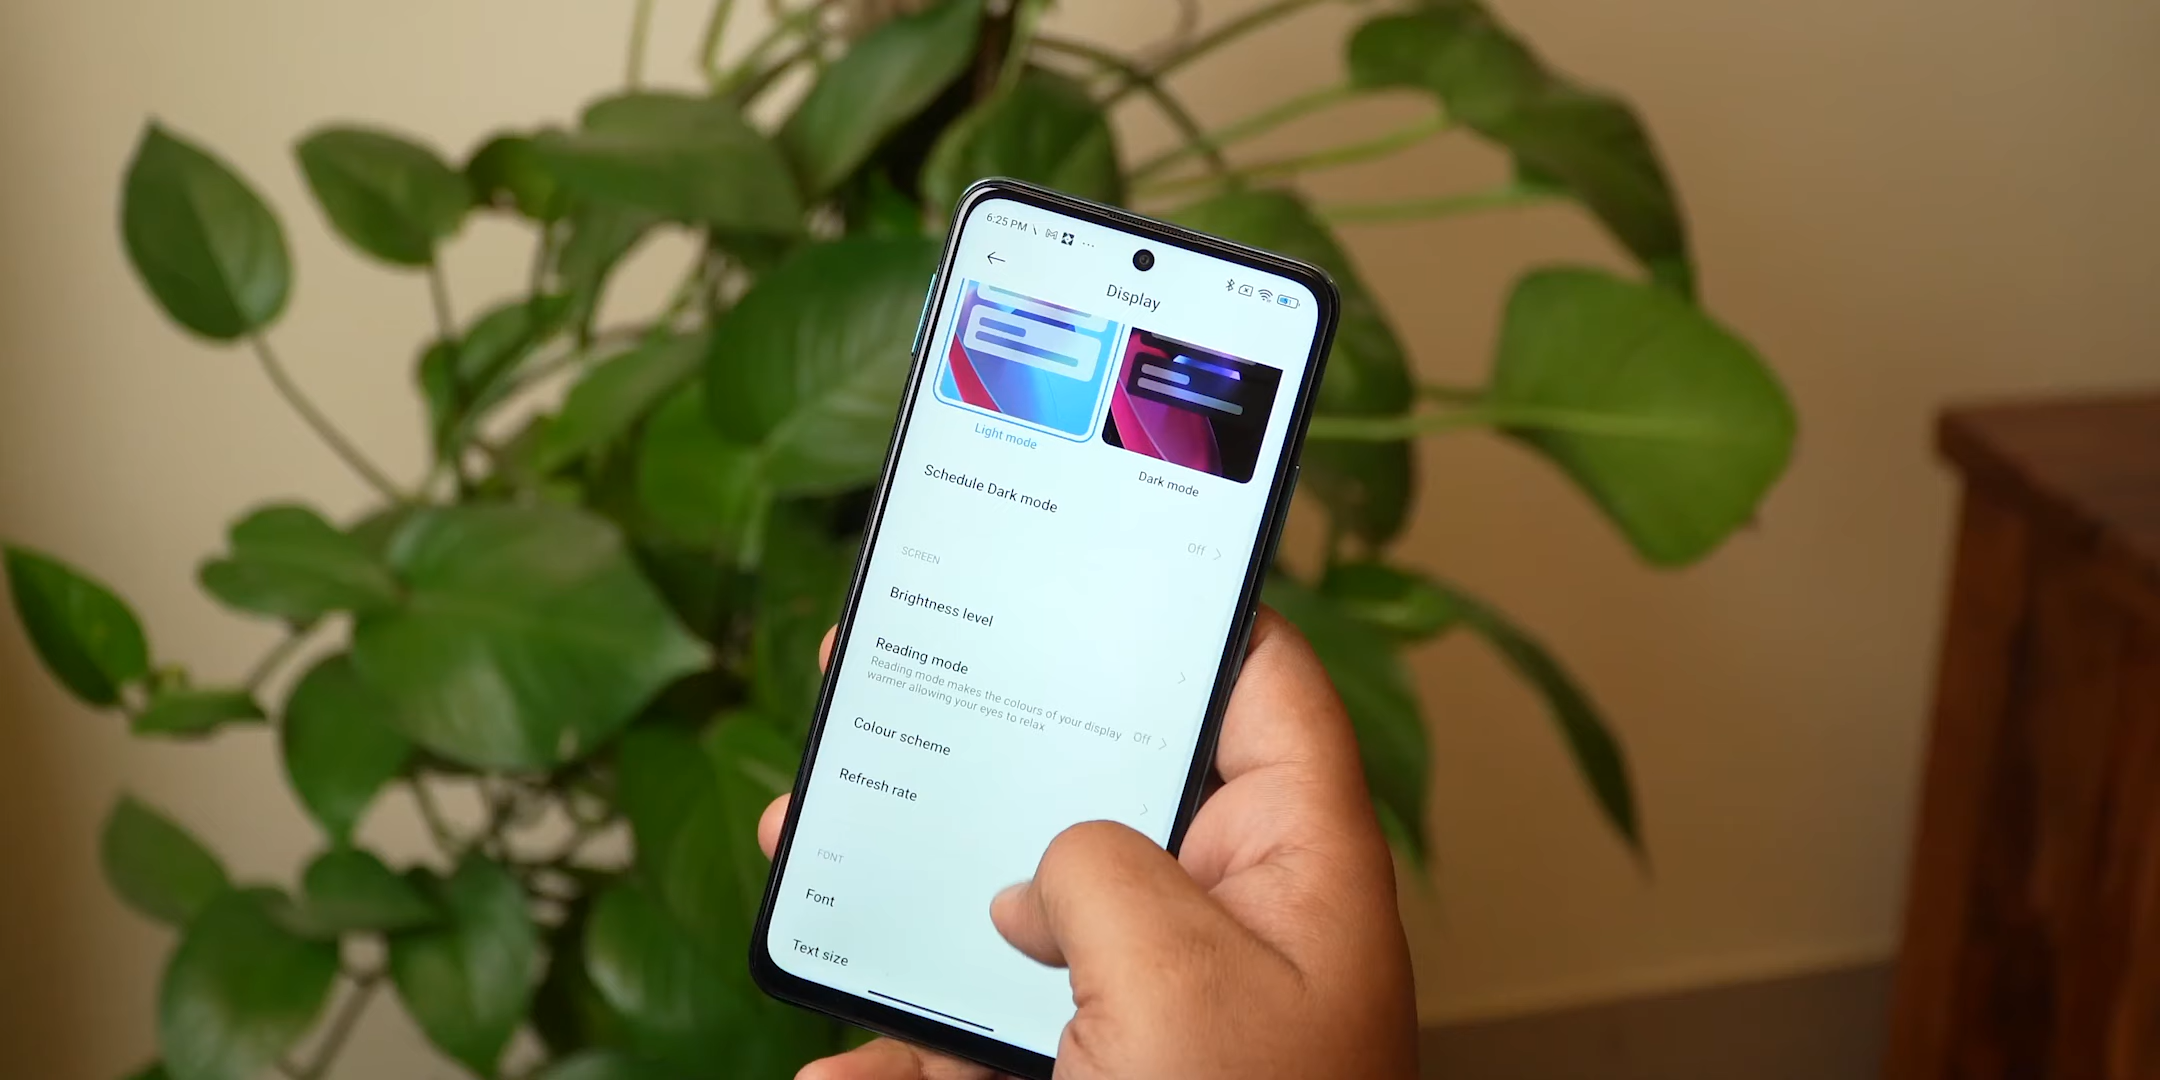 6:25 PM
Display
Light mode
Dark mode
Schedule Dark mode
Off
SCREEN
Brightness level
Reading mode
Reading mode makes the colours of your display
warmer allowing your eyes to relax
Off
Colour scheme
Refresh rate
FONT
Font
Text size